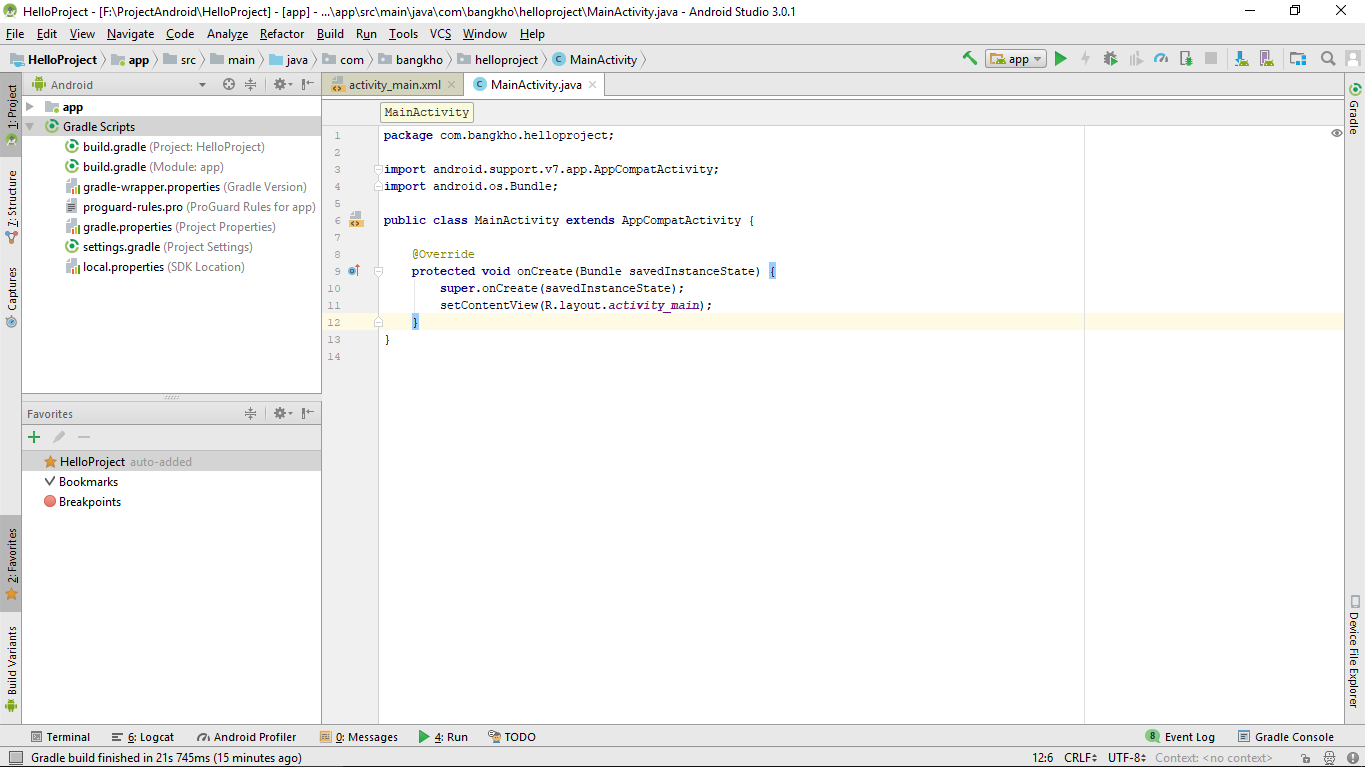 HelloProject - [F:\ProjectAndroid\HelloProject] - [app] - ...\app\src\main\java\com\bangkho\helloproject\MainActivity.java - Android Studio 3.0.1
File Edit View Navigate Code Analyze Refactor Build Run Tools VCS Window Help
HelloProject app src main java com bangkho helloproject MainActivity
app
1: Project
7: Structure
Captures
2: Favorites
Build Variants
Android
app
Gradle Scripts
build.gradle (Project: HelloProject)
build.gradle (Module: app)
gradle-wrapper.properties (Gradle Version)
proguard-rules.pro (ProGuard Rules for app)
gradle.properties (Project Properties)
settings.gradle (Project Settings)
local.properties (SDK Location)
Favorites
HelloProject auto-added
Bookmarks
Breakpoints
activity_main.xml MainActivity.java
MainActivity
1 package com.bangkho.helloproject;
2
3 import android.support.v7.app.AppCompatActivity;
4 import android.os.Bundle;
5
6 public class MainActivity extends AppCompatActivity {
7
8 @Override
9 protected void onCreate(Bundle savedInstanceState) {
10 super.onCreate(savedInstanceState);
11 setContentView(R.layout.activity_main);
12 }
13 }
14
Gradle
Device File Explorer
Terminal 6: Logcat Android Profiler 0: Messages 4: Run TODO 8 Event Log Gradle Console
Gradle build finished in 21s 745ms (15 minutes ago) 12:6 CRLF UTF-8 Context: <no context>